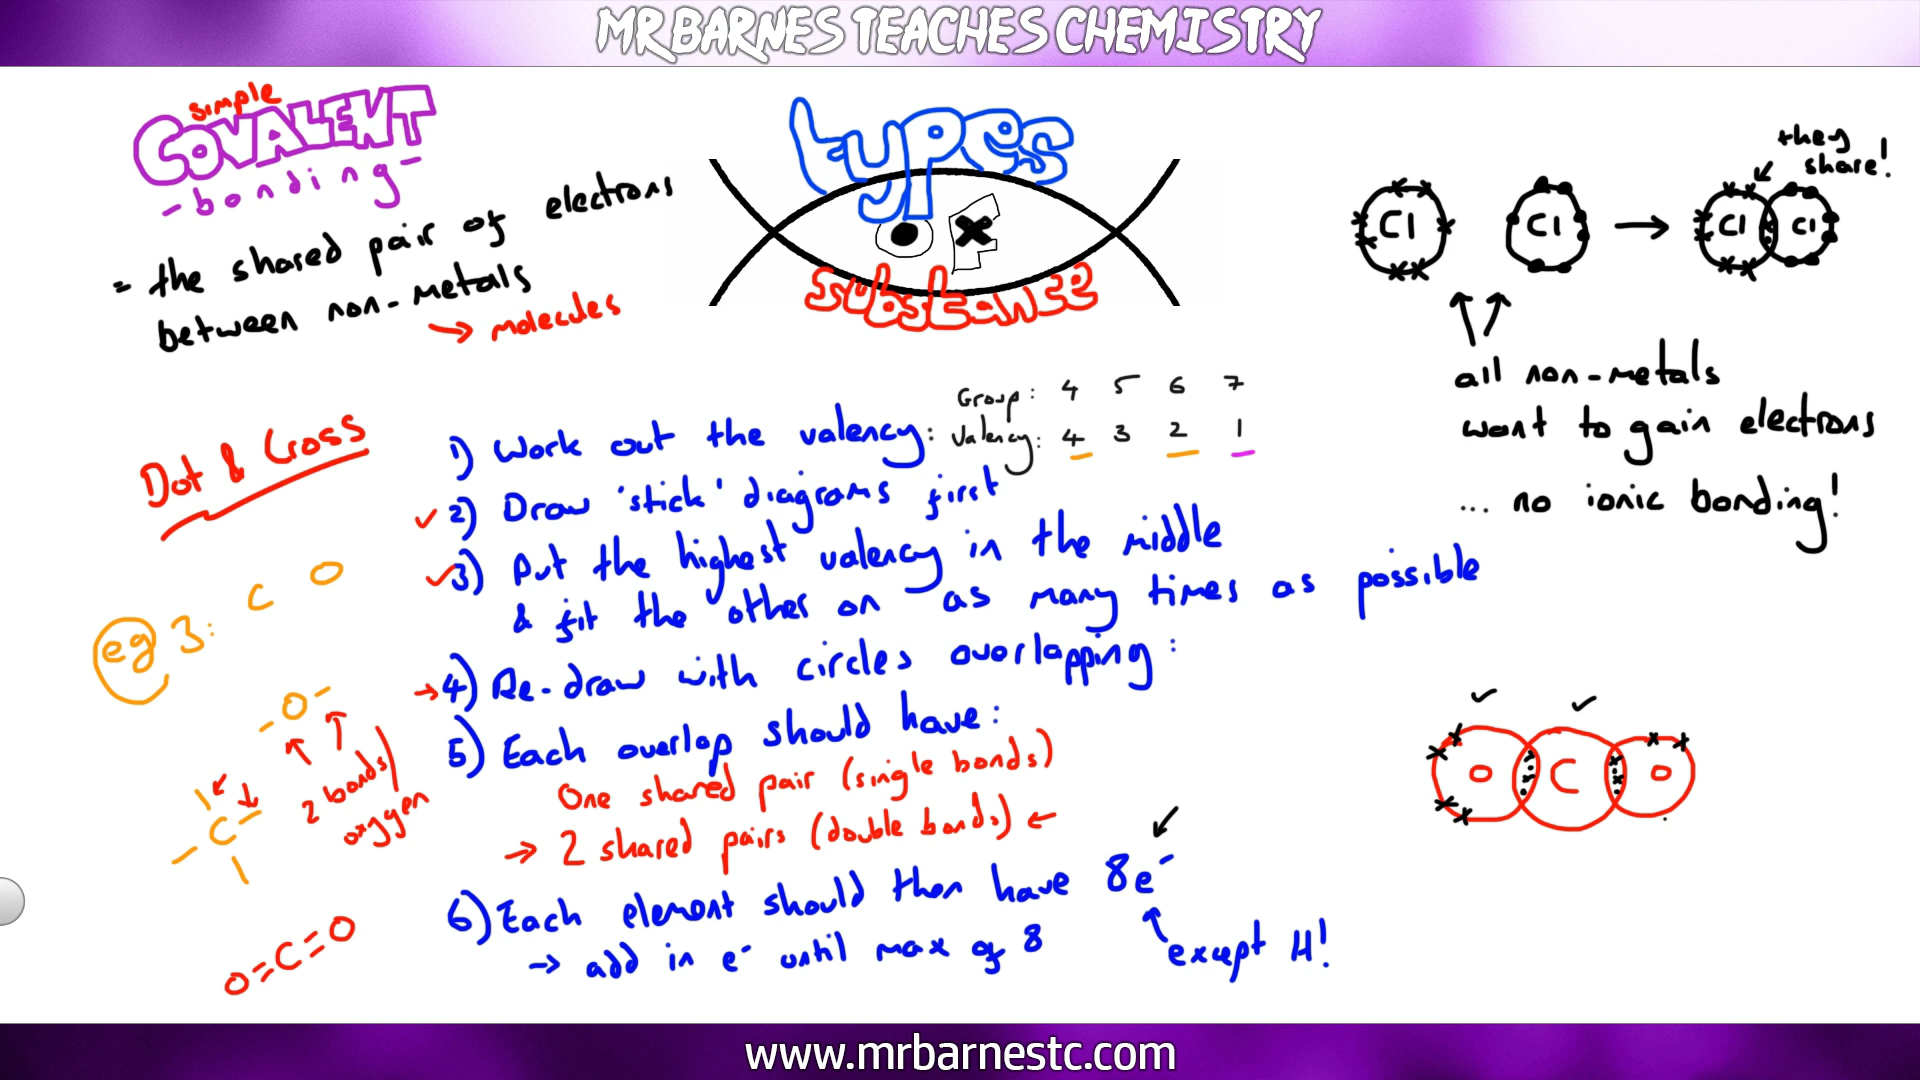 MR BARNES TEACHES CHEMISTRY
simple
COVALENT
- bonding -
= the shared pair of electrons
between non-metals
→ molecules
types
of
substance
Cl Cl → Cl Cl
they
share!
all non-metals
want to gain electrons
... no ionic bonding!
Dot & Cross
1) Work out the valency:
Group: 4 5 6 7
Valency: 4 3 2 1
✓ 2) Draw 'stick' diagrams first
✓ 3) Put the highest valency in the middle
& fit the other on as many times as possible
→ 4) Re-draw with circles overlapping:
5) Each overlap should have:
One shared pair (single bonds)
→ 2 shared pairs (double bonds) ←
6) Each element should then have 8e⁻
→ add in e⁻ until max of 8
except H!
eg 3: C O
-O-
2 bonds/
oxygen
C
O=C=O
O C O
www.mrbarnestc.com